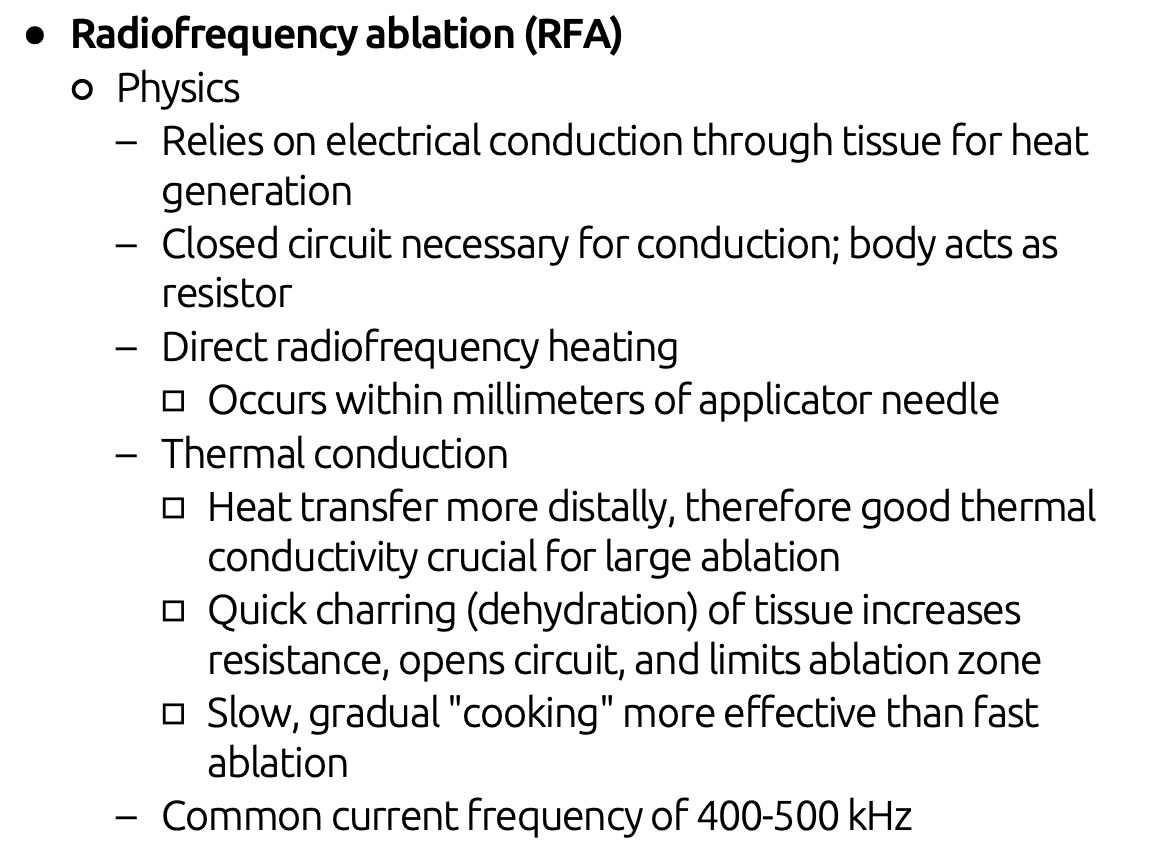 ● Radiofrequency ablation (RFA)
○ Physics
– Relies on electrical conduction through tissue for heat
generation
– Closed circuit necessary for conduction; body acts as
resistor
– Direct radiofrequency heating
□ Occurs within millimeters of applicator needle
– Thermal conduction
□ Heat transfer more distally, therefore good thermal
conductivity crucial for large ablation
□ Quick charring (dehydration) of tissue increases
resistance, opens circuit, and limits ablation zone
□ Slow, gradual "cooking" more effective than fast
ablation
– Common current frequency of 400-500 kHz